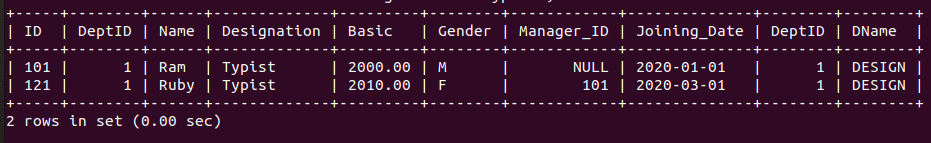 +-----+--------+------+-------------+---------+--------+------------+--------------+--------+--------+
| ID  | DeptID | Name | Designation | Basic   | Gender | Manager_ID | Joining_Date | DeptID | DName  |
+-----+--------+------+-------------+---------+--------+------------+--------------+--------+--------+
| 101 |      1 | Ram  | Typist      | 2000.00 | M      |       NULL | 2020-01-01   |      1 | DESIGN |
| 121 |      1 | Ruby | Typist      | 2010.00 | F      |        101 | 2020-03-01   |      1 | DESIGN |
+-----+--------+------+-------------+---------+--------+------------+--------------+--------+--------+
2 rows in set (0.00 sec)